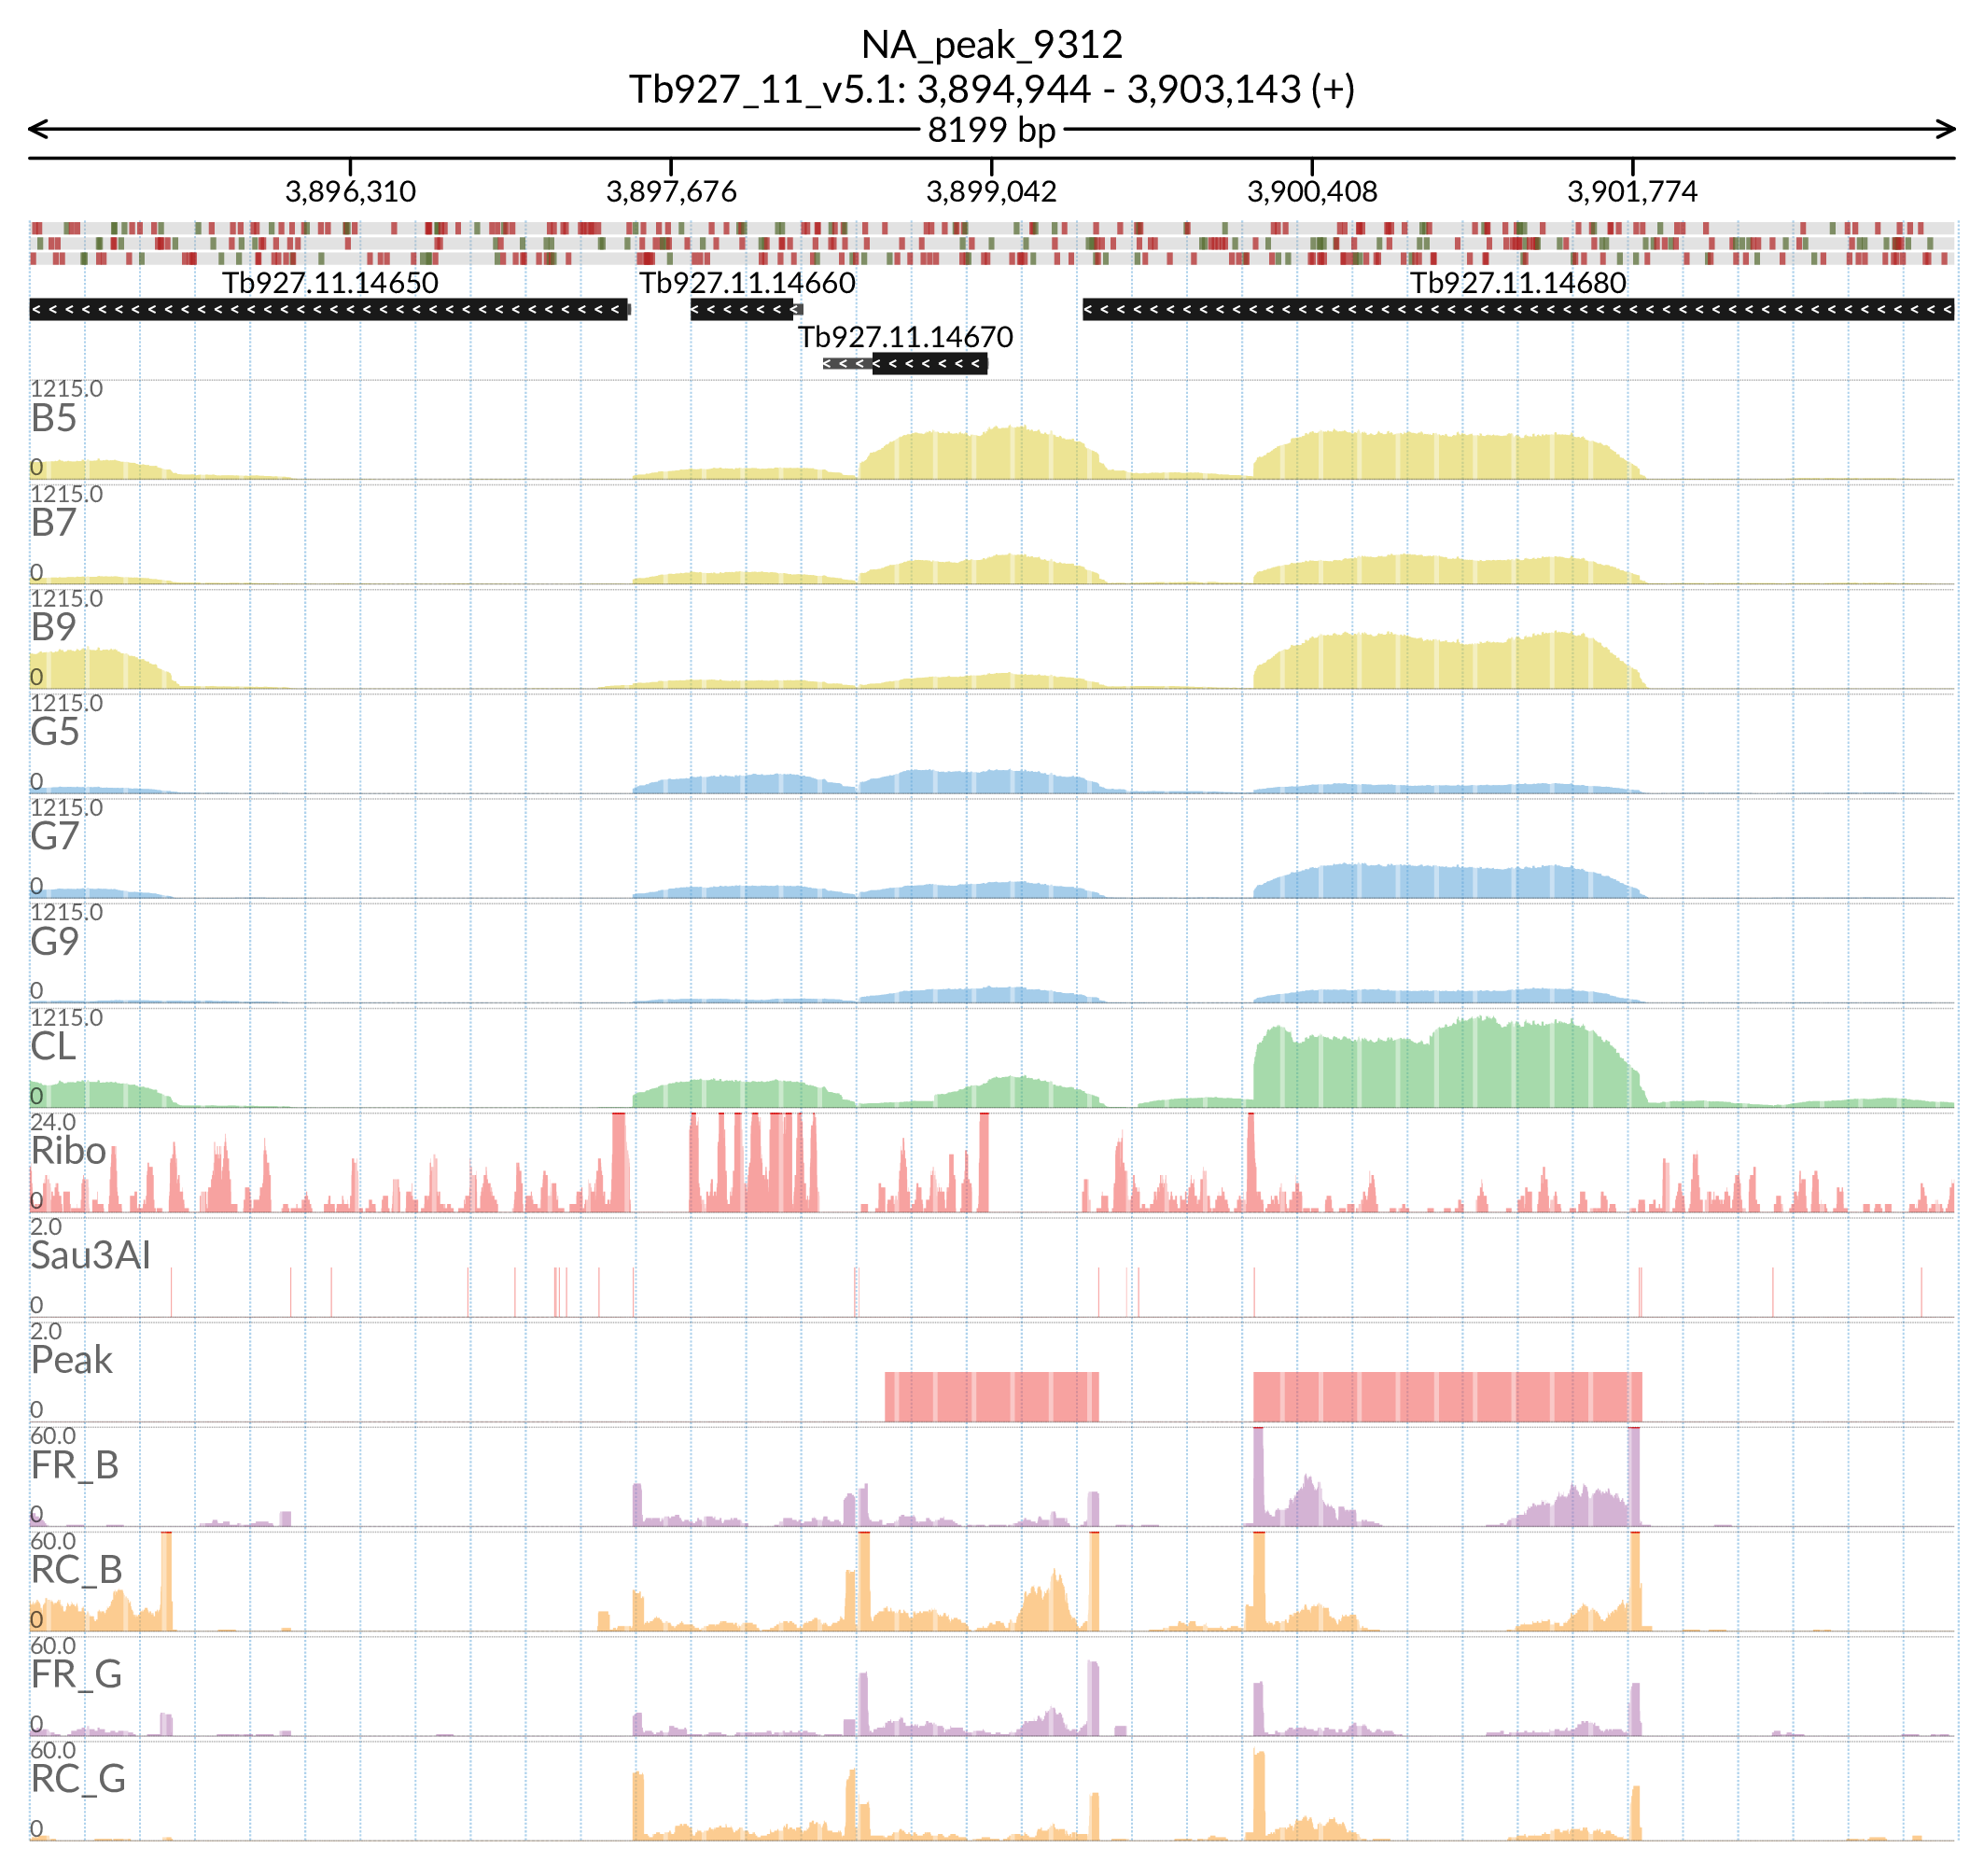 NA_peak_9312
Tb927_11_v5.1: 3,894,944 - 3,903,143 (+)
8199 bp
3,896,310 3,897,676 3,899,042 3,900,408 3,901,774
Tb927.11.14650 Tb927.11.14660 Tb927.11.14680
Tb927.11.14670
1215.0
B5
0
1215.0
B7
0
1215.0
B9
0
1215.0
G5
0
1215.0
G7
0
1215.0
G9
0
1215.0
CL
0
24.0
Ribo
0
2.0
Sau3AI
0
2.0
Peak
0
60.0
FR_B
0
60.0
RC_B
0
60.0
FR_G
0
60.0
RC_G
0